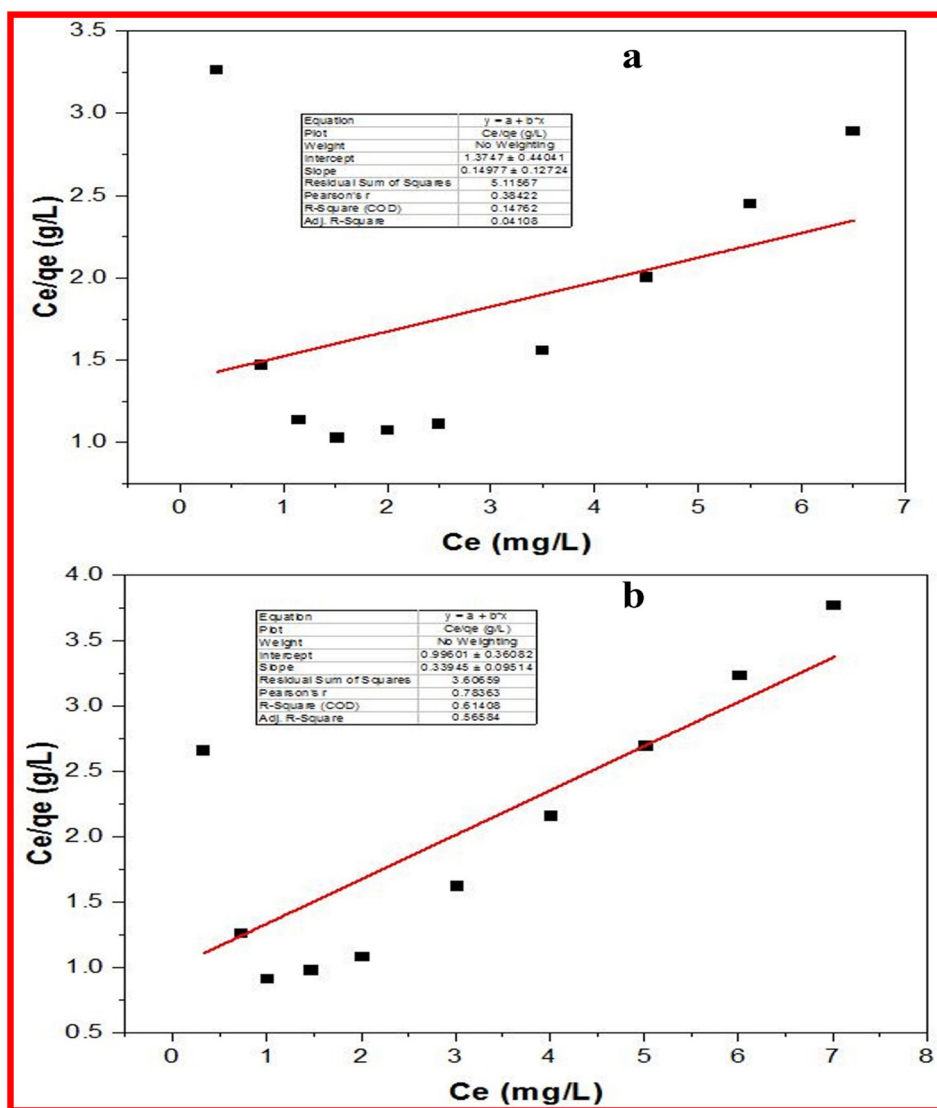 a
3.5
3.0
2.5
2.0
1.5
1.0
Ce/qe (g/L)
Equation y = a + b*x
Plot Ce/qe (g/L)
Weight No Weighting
Intercept 1.3747 ± 0.44041
Slope 0.14977 ± 0.12724
Residual Sum of Squares 5.11567
Pearson's r 0.38422
R-Square (COD) 0.14762
Adj. R-Square 0.04108
0 1 2 3 4 5 6 7
Ce (mg/L)
b
4.0
3.5
3.0
2.5
2.0
1.5
1.0
0.5
Ce/qe (g/L)
Equation y = a + b*x
Plot Ce/qe (g/L)
Weight No Weighting
Intercept 0.99601 ± 0.36082
Slope 0.33945 ± 0.09514
Residual Sum of Squares 3.60659
Pearson's r 0.78363
R-Square (COD) 0.61408
Adj. R-Square 0.56584
0 1 2 3 4 5 6 7 8
Ce (mg/L)